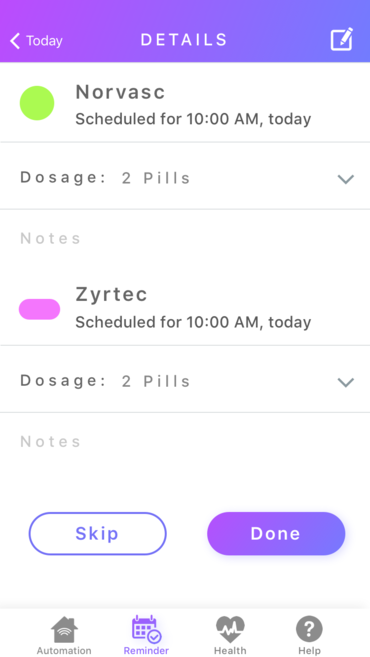 Today
DETAILS
Norvasc
Scheduled for 10:00 AM, today
Dosage: 2 Pills
Notes
Zyrtec
Scheduled for 10:00 AM, today
Dosage: 2 Pills
Notes
Skip
Done
Automation
Reminder
Health
?
Help